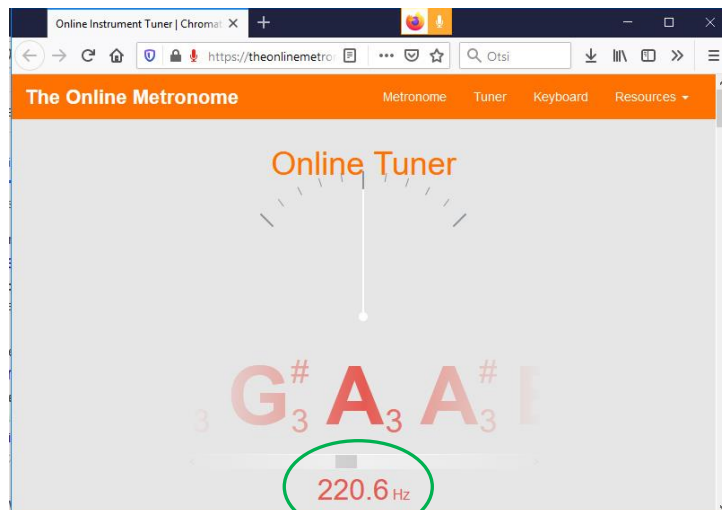 Online Instrument Tuner | Chromat
https://theonlinemetro
Otsi
The Online Metronome
Metronome Tuner Keyboard Resources
Online Tuner
3 G#3 A3 A#3
220.6 Hz